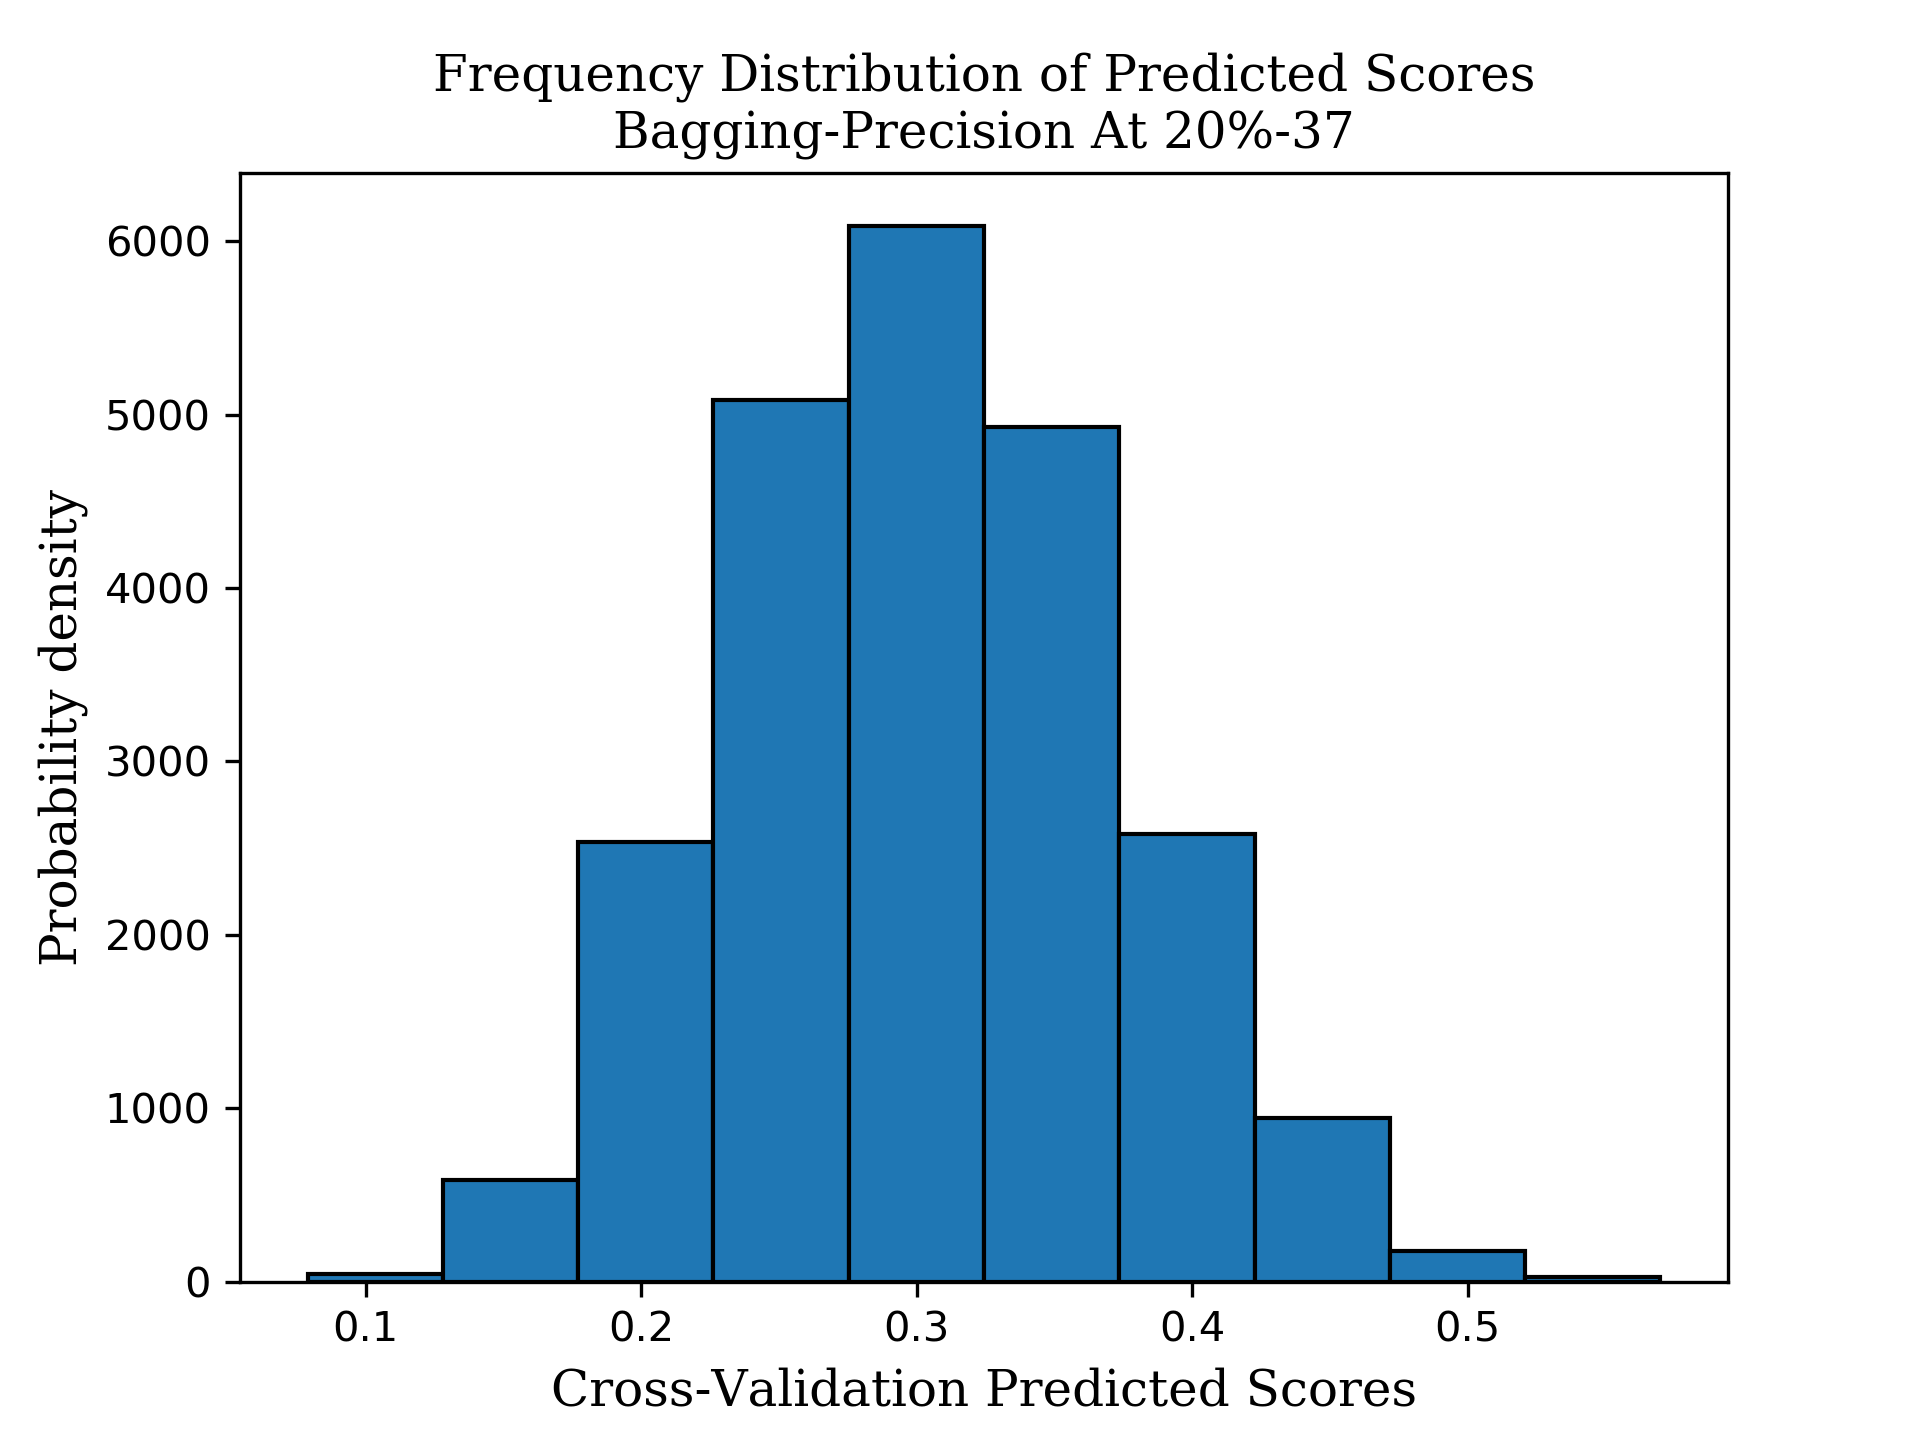 Frequency Distribution of Predicted Scores
Bagging-Precision At 20%-37
Probability density
6000
5000
4000
3000
2000
1000
0
0.1 0.2 0.3 0.4 0.5
Cross-Validation Predicted Scores